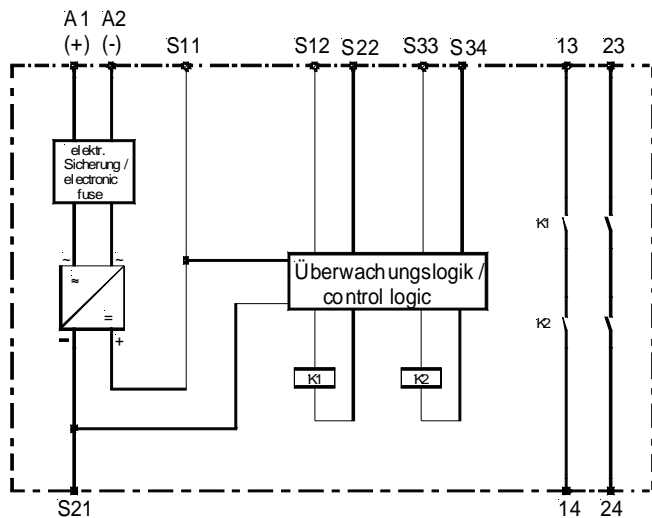 A1 A2 S11 S12 S22 S33 S34 13 23
(+) (-)
elektr.
Sicherung /
electronic
fuse
K1
~ ~
≈
=
- +
Überwachungslogik /
control logic
K2
K1 K2
S21 14 24